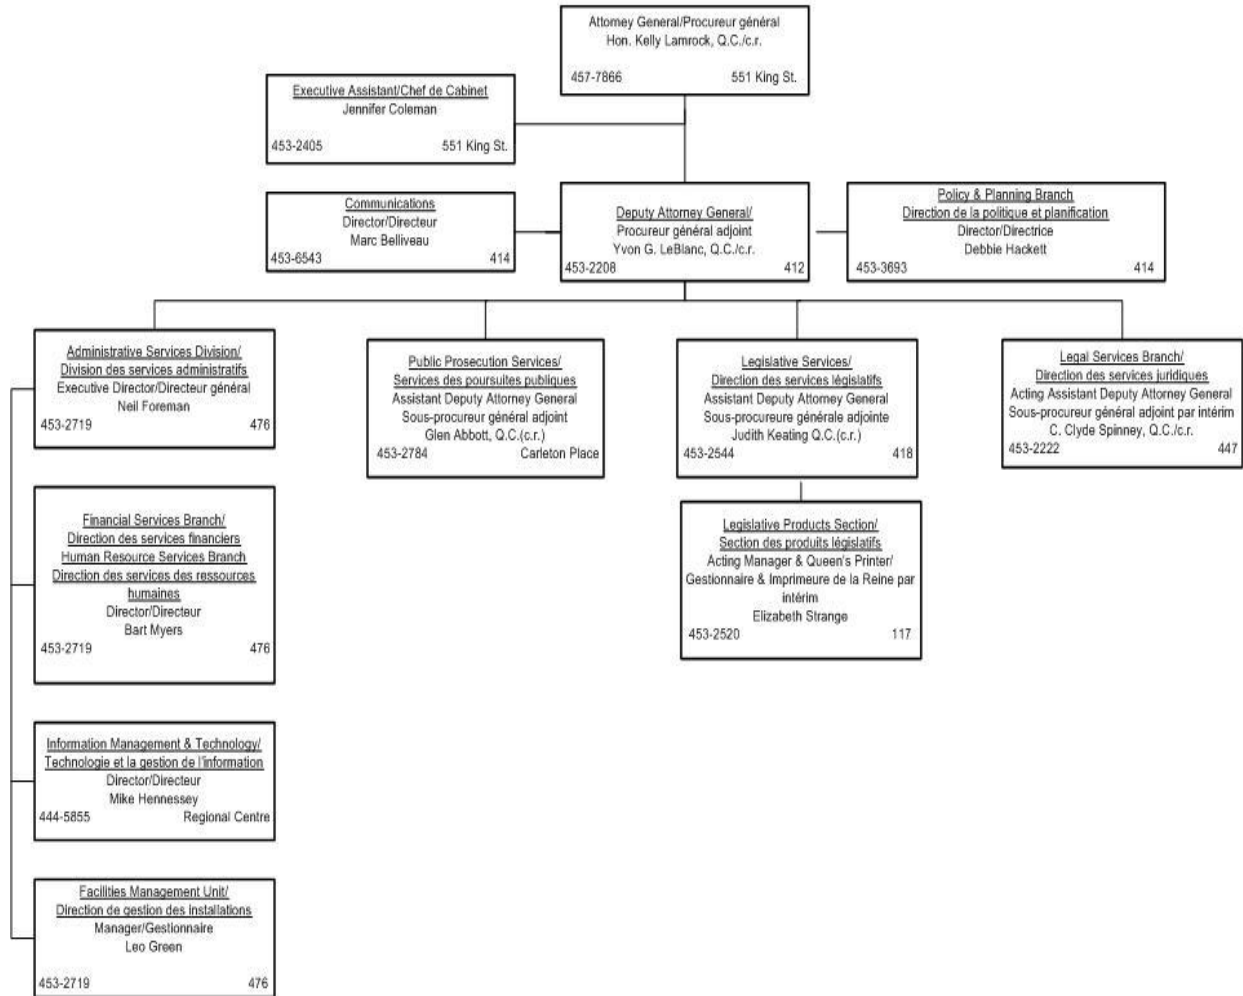 Attorney General/Procureur général
Hon. Kelly Lamrock, Q.C./c.r.
457-7866 551 King St.
Executive Assistant/Chef de Cabinet
Jennifer Coleman
453-2405 551 King St.
Communications
Director/Directeur
Marc Belliveau
453-6543 414
Deputy Attorney General/
Procureur général adjoint
Yvon G. LeBlanc, Q.C./c.r.
453-2208 412
Policy & Planning Branch
Direction de la politique et planification
Director/Directrice
Debbie Hackett
453-3693 414
Administrative Services Division/
Division des services administratifs
Executive Director/Directeur général
Neil Foreman
453-2719 476
Public Prosecution Services/
Services des poursuites publiques
Assistant Deputy Attorney General
Sous-procureur général adjoint
Glen Abbott, Q.C.(c.r.)
453-2784 Carleton Place
Legislative Services/
Direction des services législatifs
Assistant Deputy Attorney General
Sous-procureure générale adjointe
Judith Keating Q.C.(c.r.)
453-2544 418
Legal Services Branch/
Direction des services juridiques
Acting Assistant Deputy Attorney General
Sous-procureur général adjoint par intérim
C. Clyde Spinney, Q.C./c.r.
453-2222 447
Financial Services Branch/
Direction des services financiers
Human Resource Services Branch
Direction des services des ressources
humaines
Director/Directeur
Bart Myers
453-2719 476
Legislative Products Section/
Section des produits législatifs
Acting Manager & Queen's Printer/
Gestionnaire & Imprimeure de la Reine par
intérim
Elizabeth Strange
453-2520 117
Information Management & Technology/
Technologie et la gestion de l'information
Director/Directeur
Mike Hennessey
444-5855 Regional Centre
Facilities Management Unit/
Direction de gestion des installations
Manager/Gestionnaire
Leo Green
453-2719 476